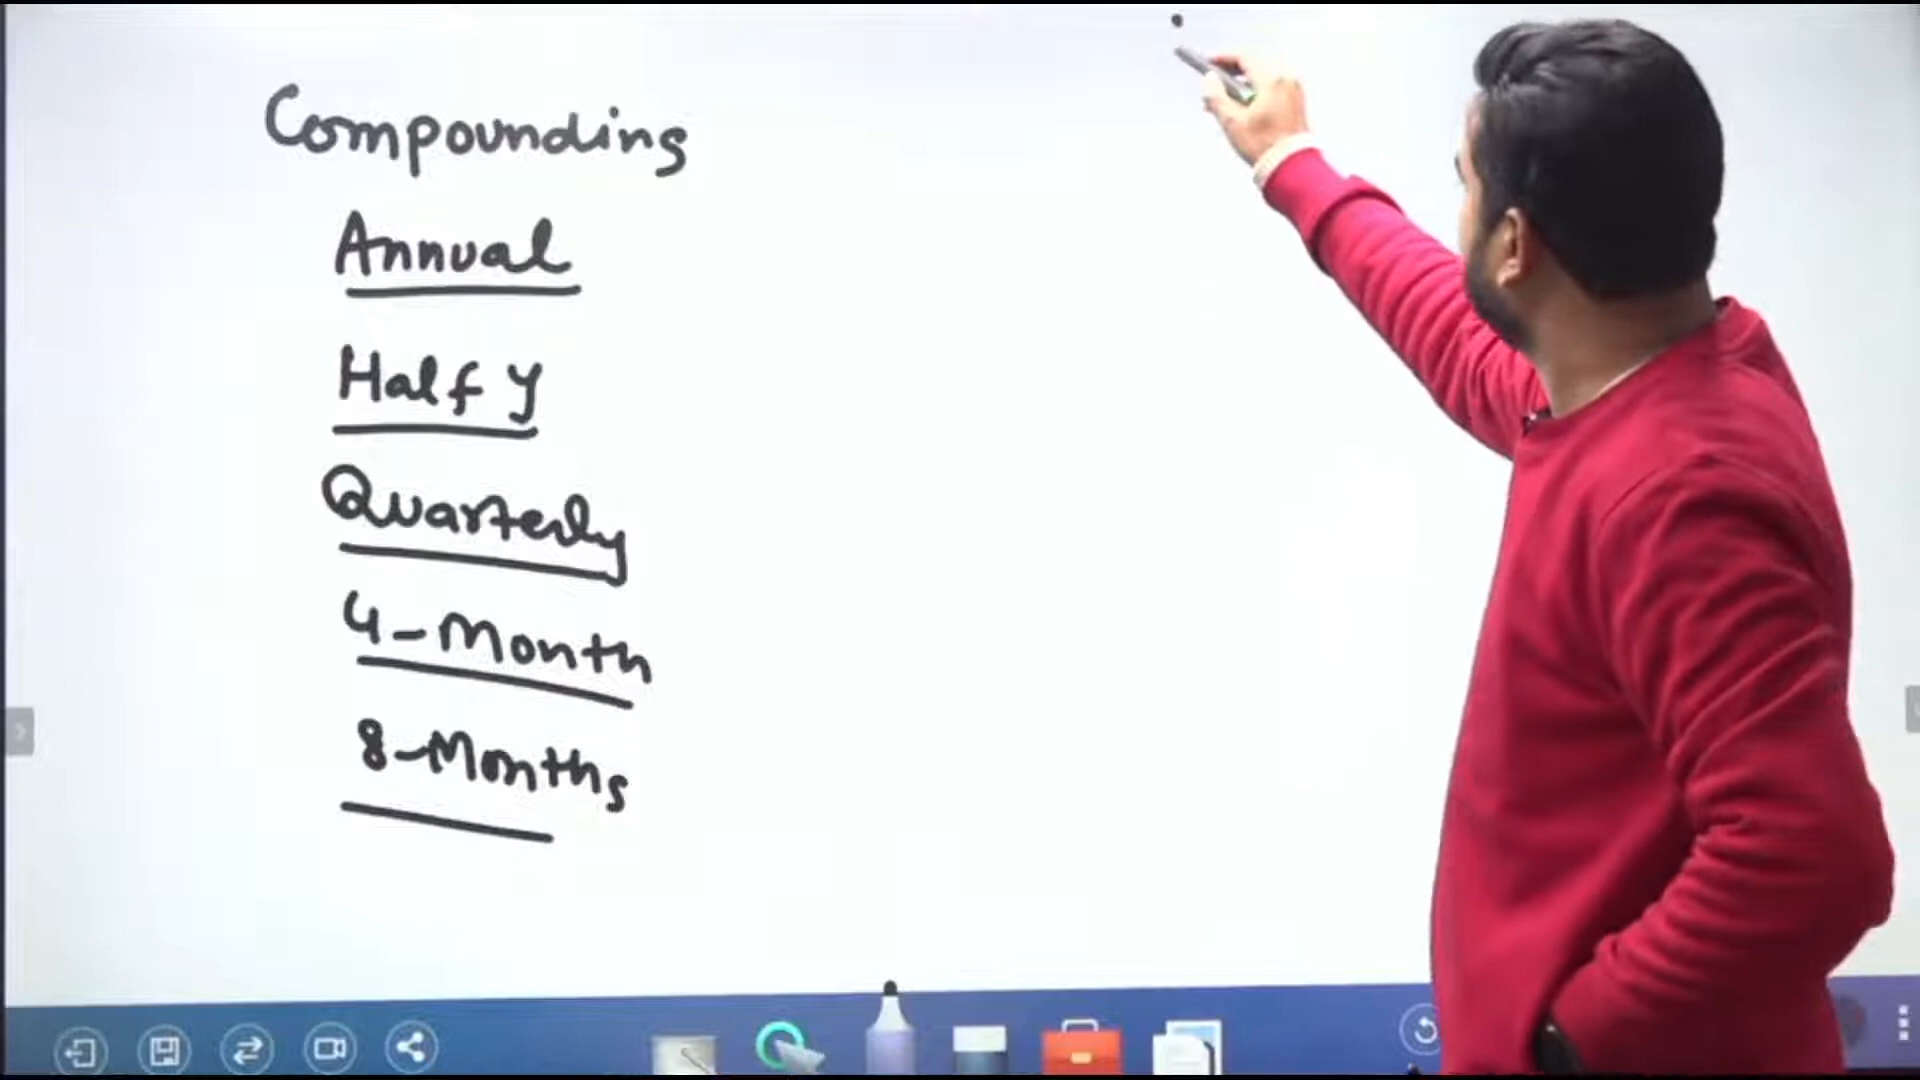 Compounding
Annual
Half y
Quarterly
4-Month
8-Months